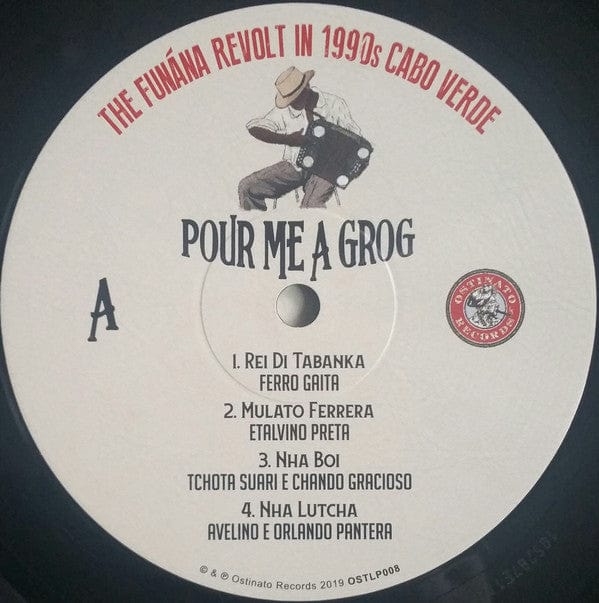 THE FUNÁNA REVOLT IN 1990s CABO VERDE
POUR ME A GROG
A
OSTINATO
RECORDS
1. REI DI TABANKA
FERRO GAITA
2. MULATO FERRERA
ETALVINO PRETA
3. NHA BOI
TCHOTA SUARI E CHANDO GRACIOSO
4. NHA LUTCHA
AVELINO E ORLANDO PANTERA
© & ℗ Ostinato Records 2019 OSTLP008